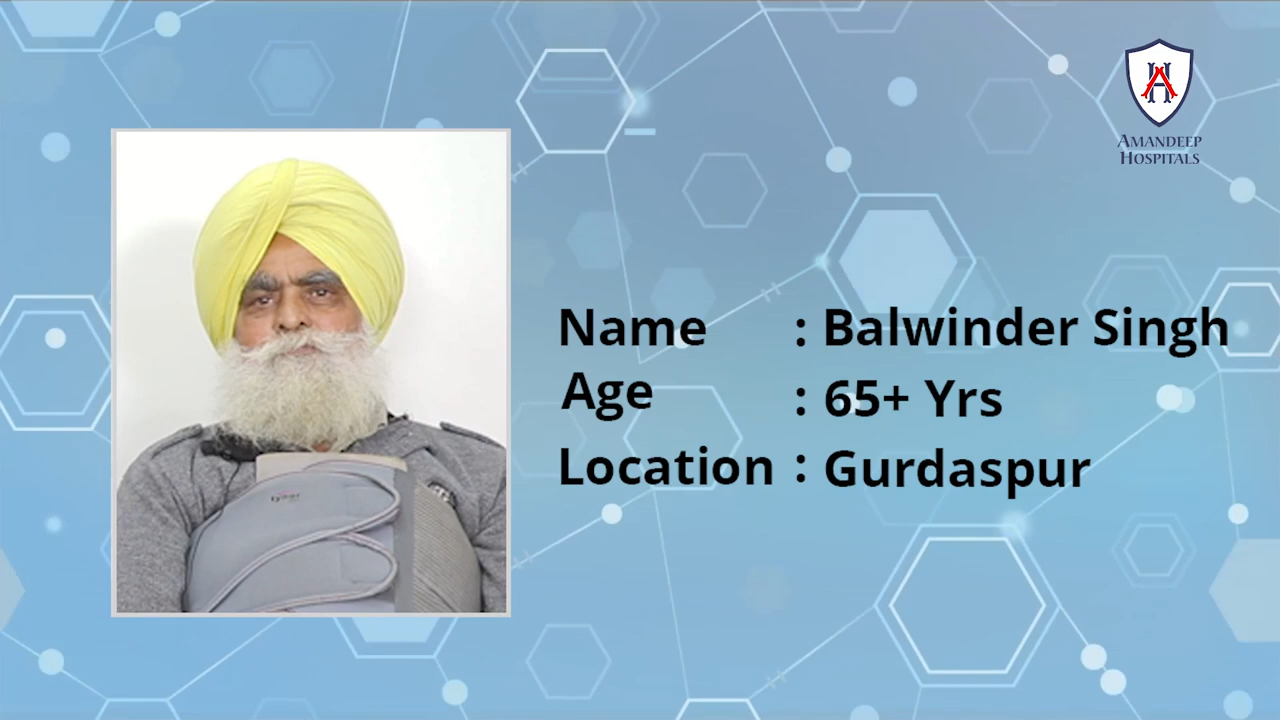 AMANDEEP
HOSPITALS
Name : Balwinder Singh
Age : 65+ Yrs
Location : Gurdaspur